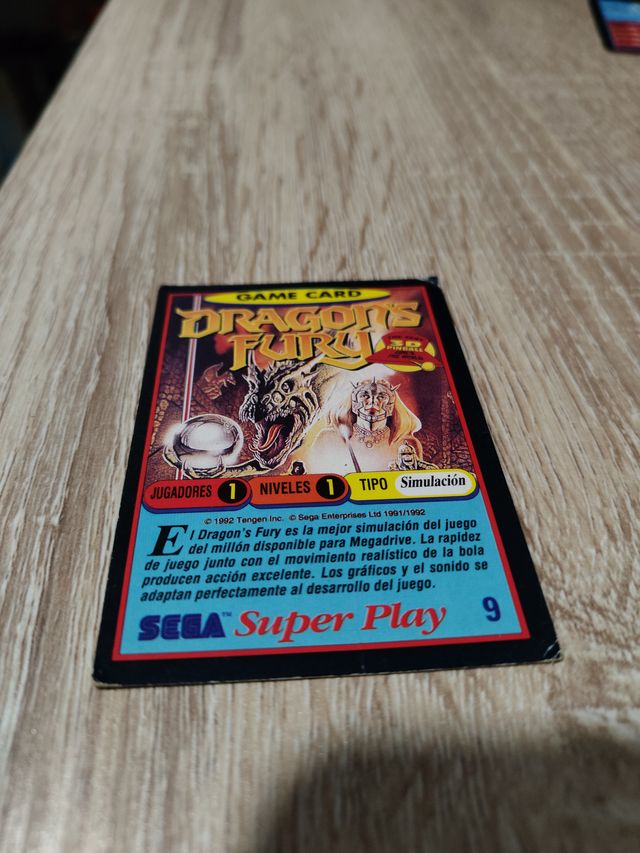 GAME CARD
DRAGON'S
FURY
3D
PINBALL
JUGADORES 1 NIVELES 1 TIPO Simulación
© 1992 Tengen Inc. © Sega Enterprises Ltd 1991/1992
El Dragon's Fury es la mejor simulación del juego
del millón disponible para Megadrive. La rapidez
de juego junto con el movimiento realístico de la bola
producen acción excelente. Los gráficos y el sonido se
adaptan perfectamente al desarrollo del juego.
SEGA™ Super Play 9